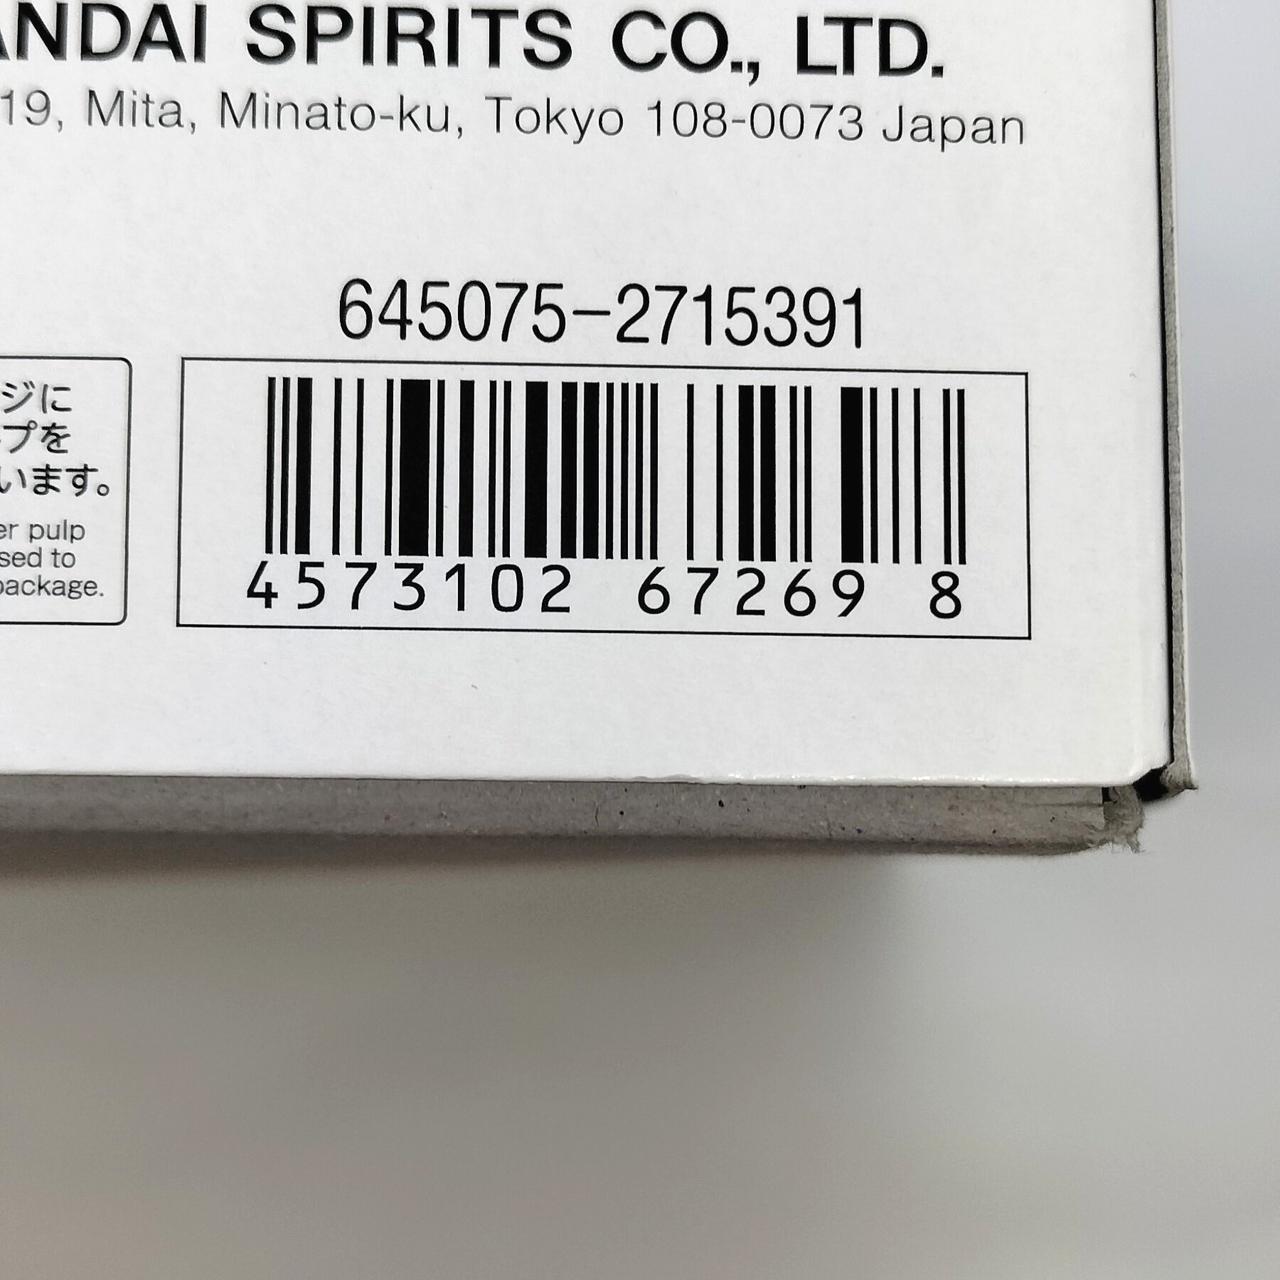 ANDAI SPIRITS CO., LTD.
19, Mita, Minato-ku, Tokyo 108-0073 Japan
645075-2715391
ジに
プを
います。
er pulp
sed to
package.
4573102 67269 8